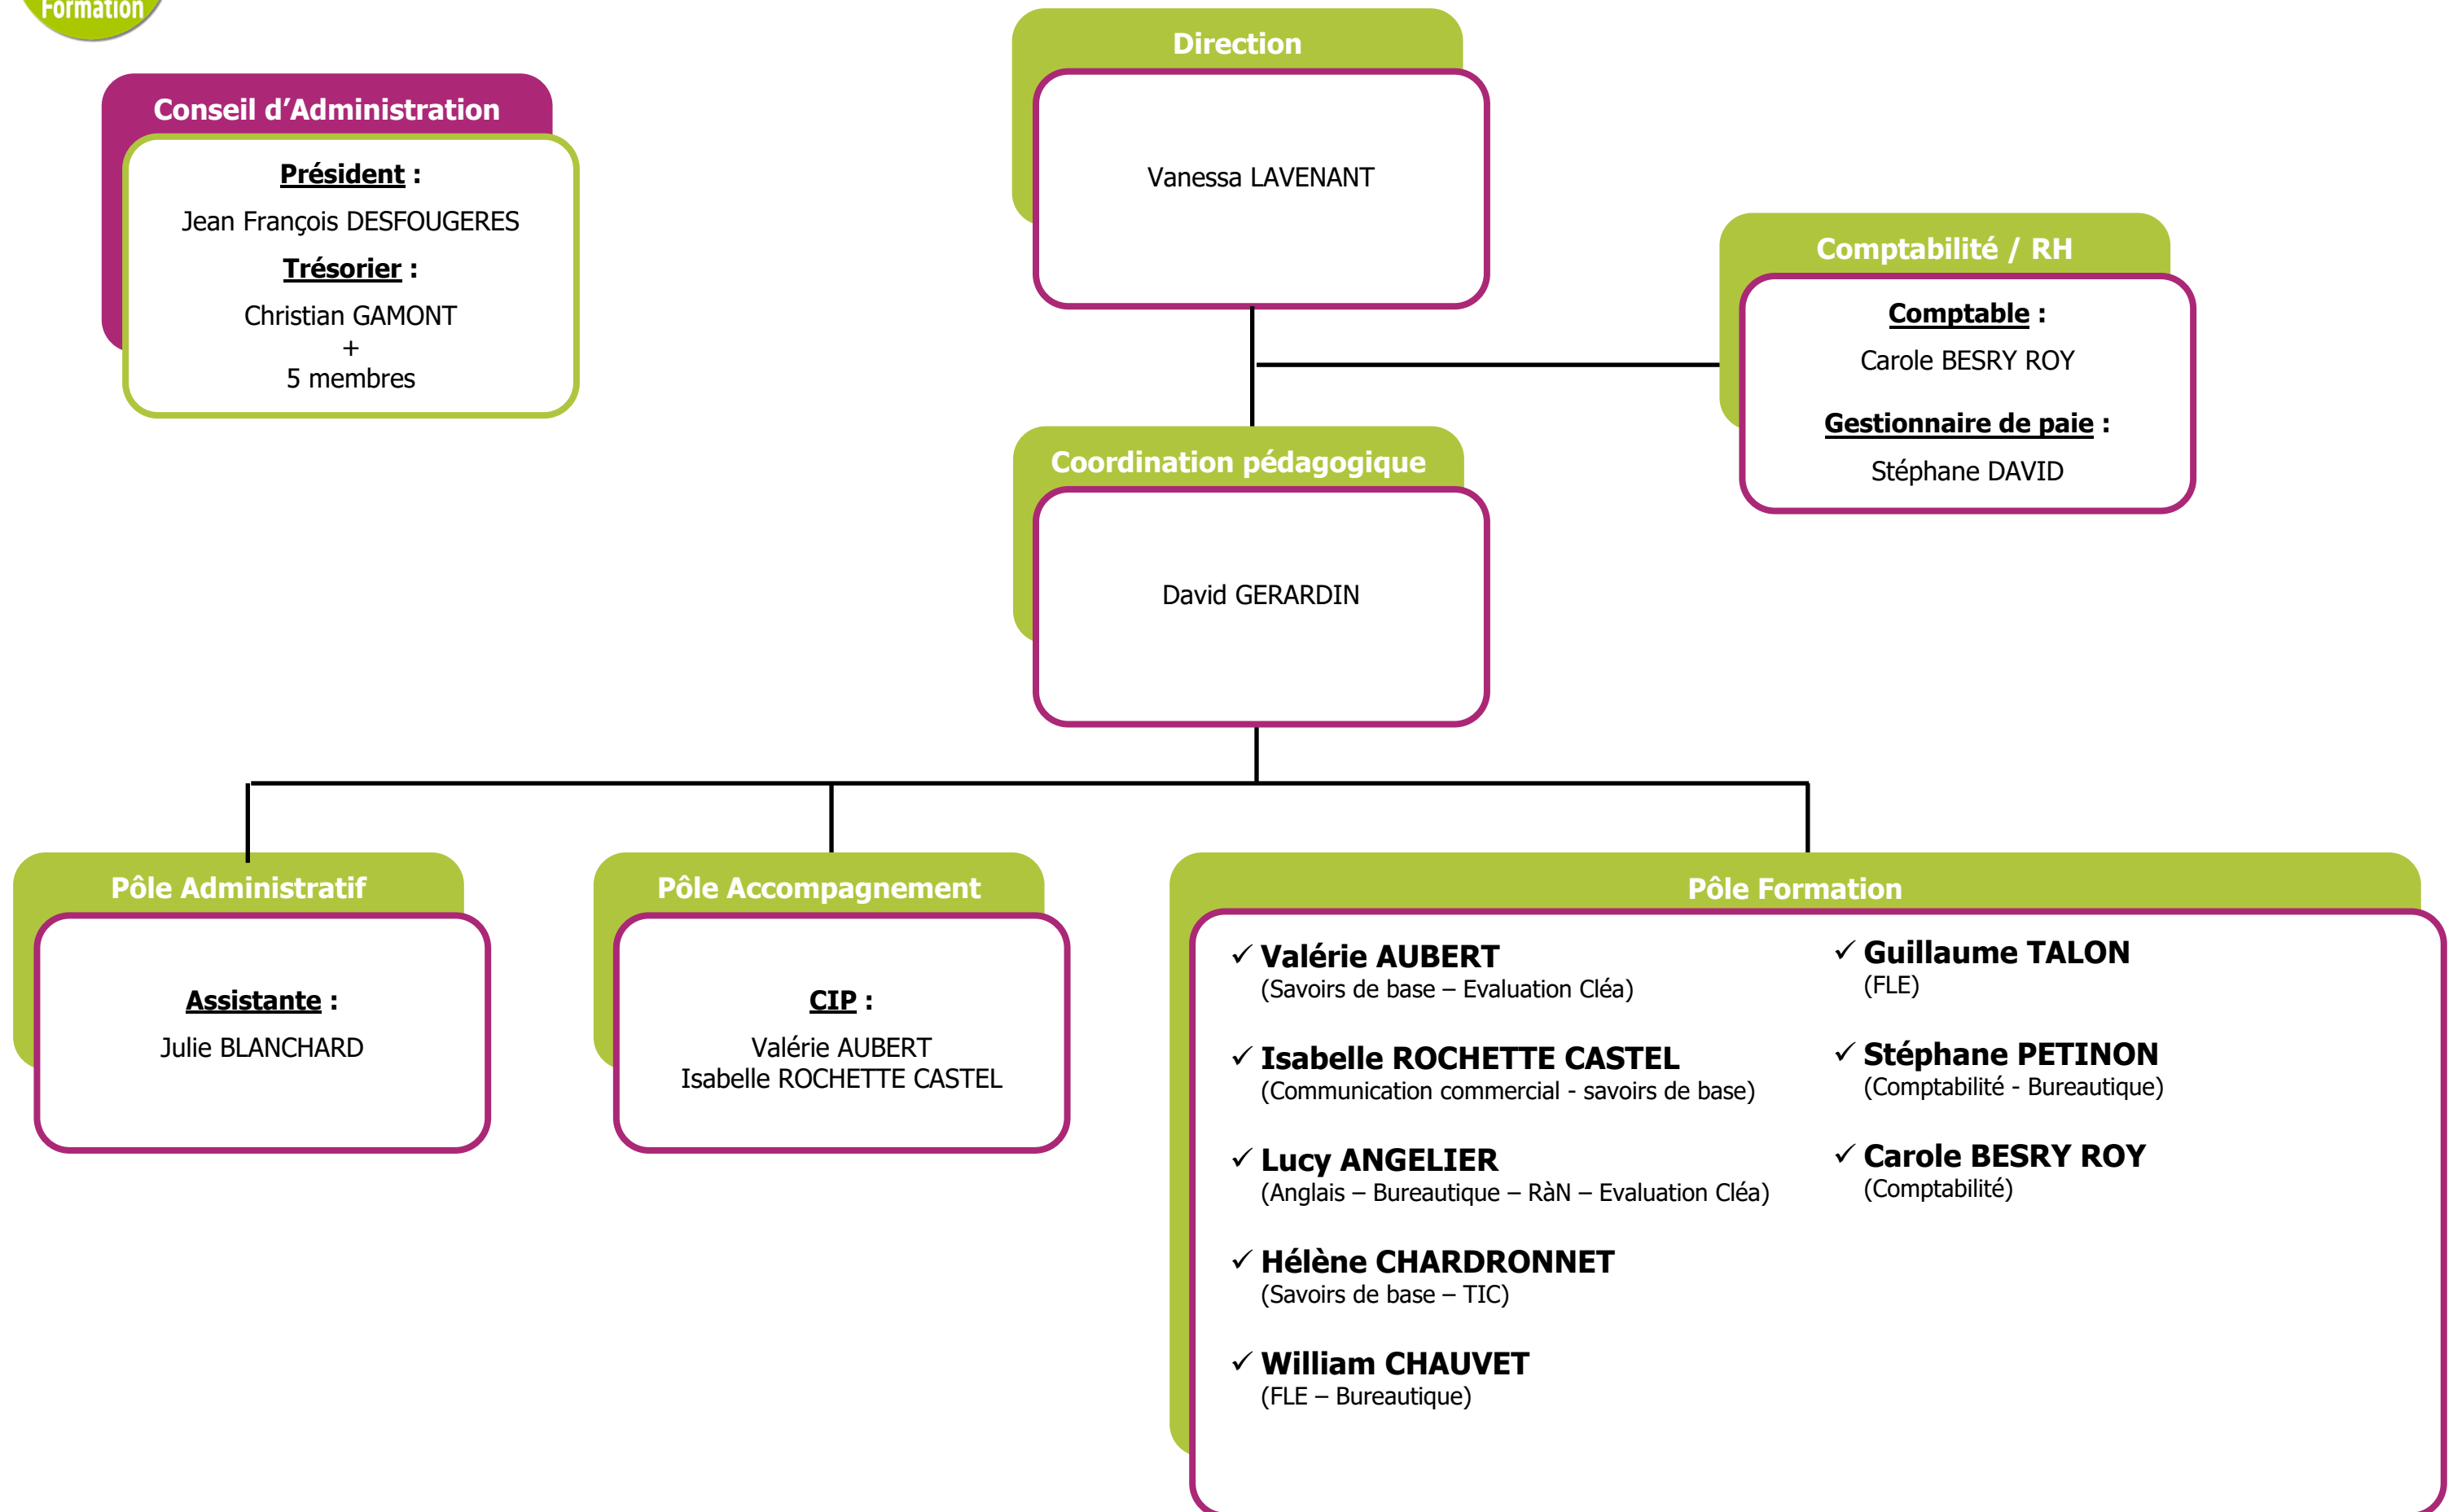 Formation
Direction
Vanessa LAVENANT
Conseil d’Administration
Président :
Jean François DESFOUGERES
Trésorier :
Christian GAMONT
+
5 membres
Comptabilité / RH
Comptable :
Carole BESRY ROY
Gestionnaire de paie :
Stéphane DAVID
Coordination pédagogique
David GERARDIN
Pôle Administratif
Assistante :
Julie BLANCHARD
Pôle Accompagnement
CIP :
Valérie AUBERT
Isabelle ROCHETTE CASTEL
Pôle Formation
✓ Valérie AUBERT
(Savoirs de base – Evaluation Cléa)
✓ Isabelle ROCHETTE CASTEL
(Communication commercial - savoirs de base)
✓ Lucy ANGELIER
(Anglais – Bureautique – RàN – Evaluation Cléa)
✓ Hélène CHARDRONNET
(Savoirs de base – TIC)
✓ William CHAUVET
(FLE – Bureautique)
✓ Guillaume TALON
(FLE)
✓ Stéphane PETINON
(Comptabilité - Bureautique)
✓ Carole BESRY ROY
(Comptabilité)